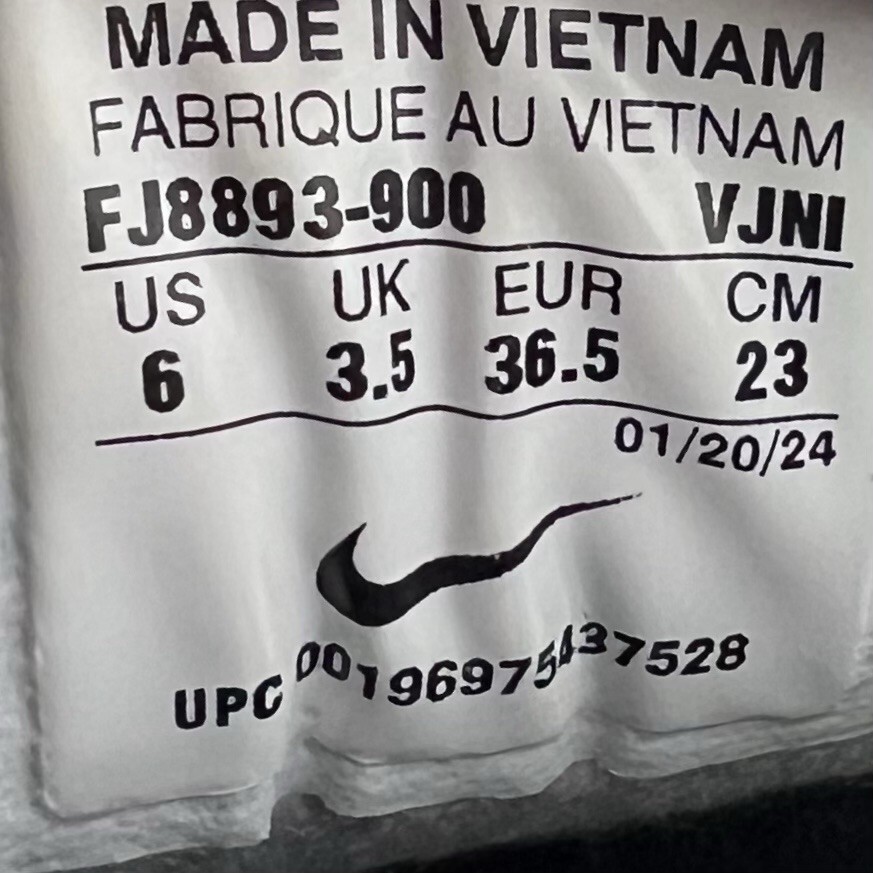 MADE IN VIETNAM
FABRIQUE AU VIETNAM
FJ8893-900 VJNI
US UK EUR CM
6 3.5 36.5 23
01/20/24
UPC 00196975437528